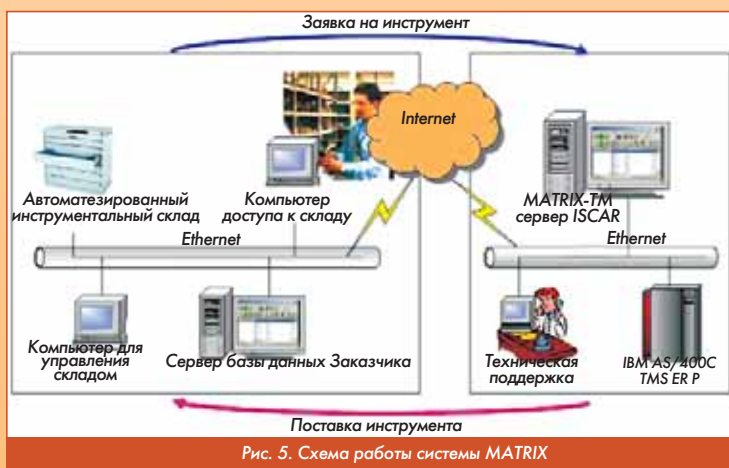 Заявка на инструмент
Internet
Автоматезированный
инструментальный склад
Компьютер
доступа к складу
MATRIX-TM
сервер ISCAR
Ethernet
Ethernet
Компьютер для
управления
складом
Сервер базы данных Заказчика
Техническая
поддержка
IBM AS/400C
TMS ER P
Поставка инструмента
Рис. 5. Схема работы системы MATRIX